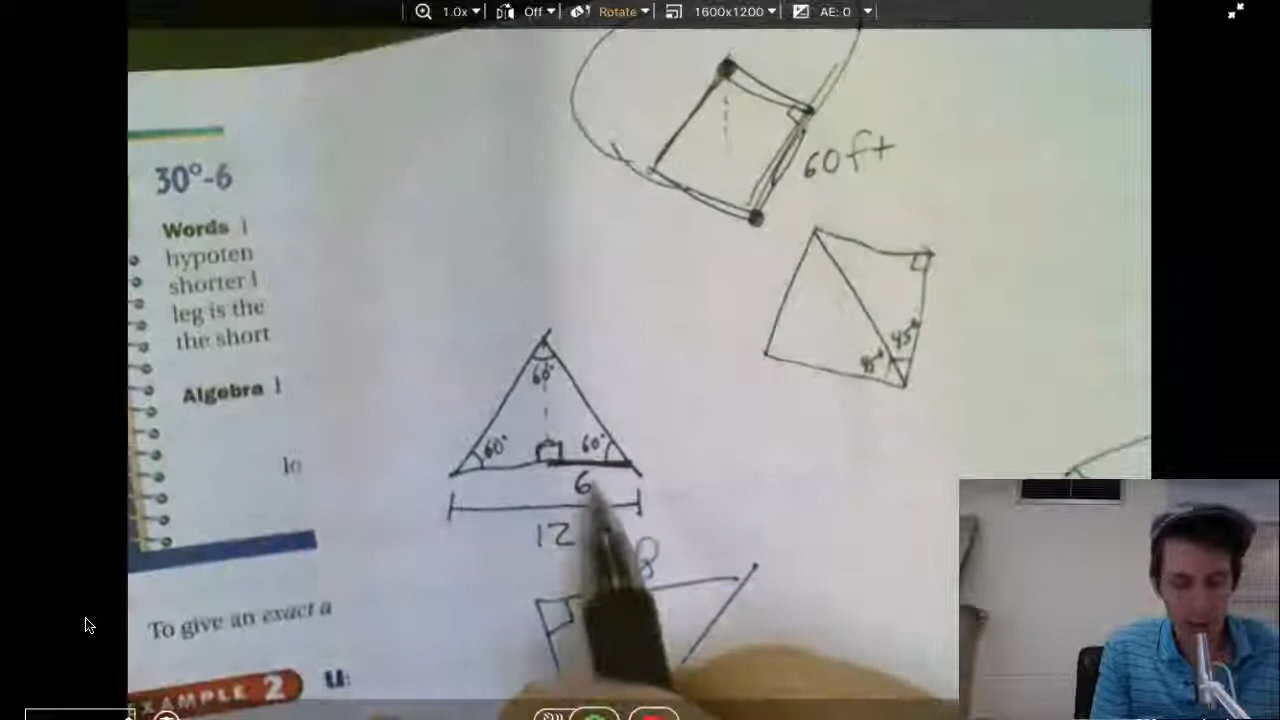 1.0x Off Rotate 1600x1200 AE: 0
30°-6
Words
hypoten
shorter l
leg is the
the short
Algebra
lo
To give an exact a
EXAMPLE 2 U:
60ft
45°
45°
60°
60° 60°
6
12
8